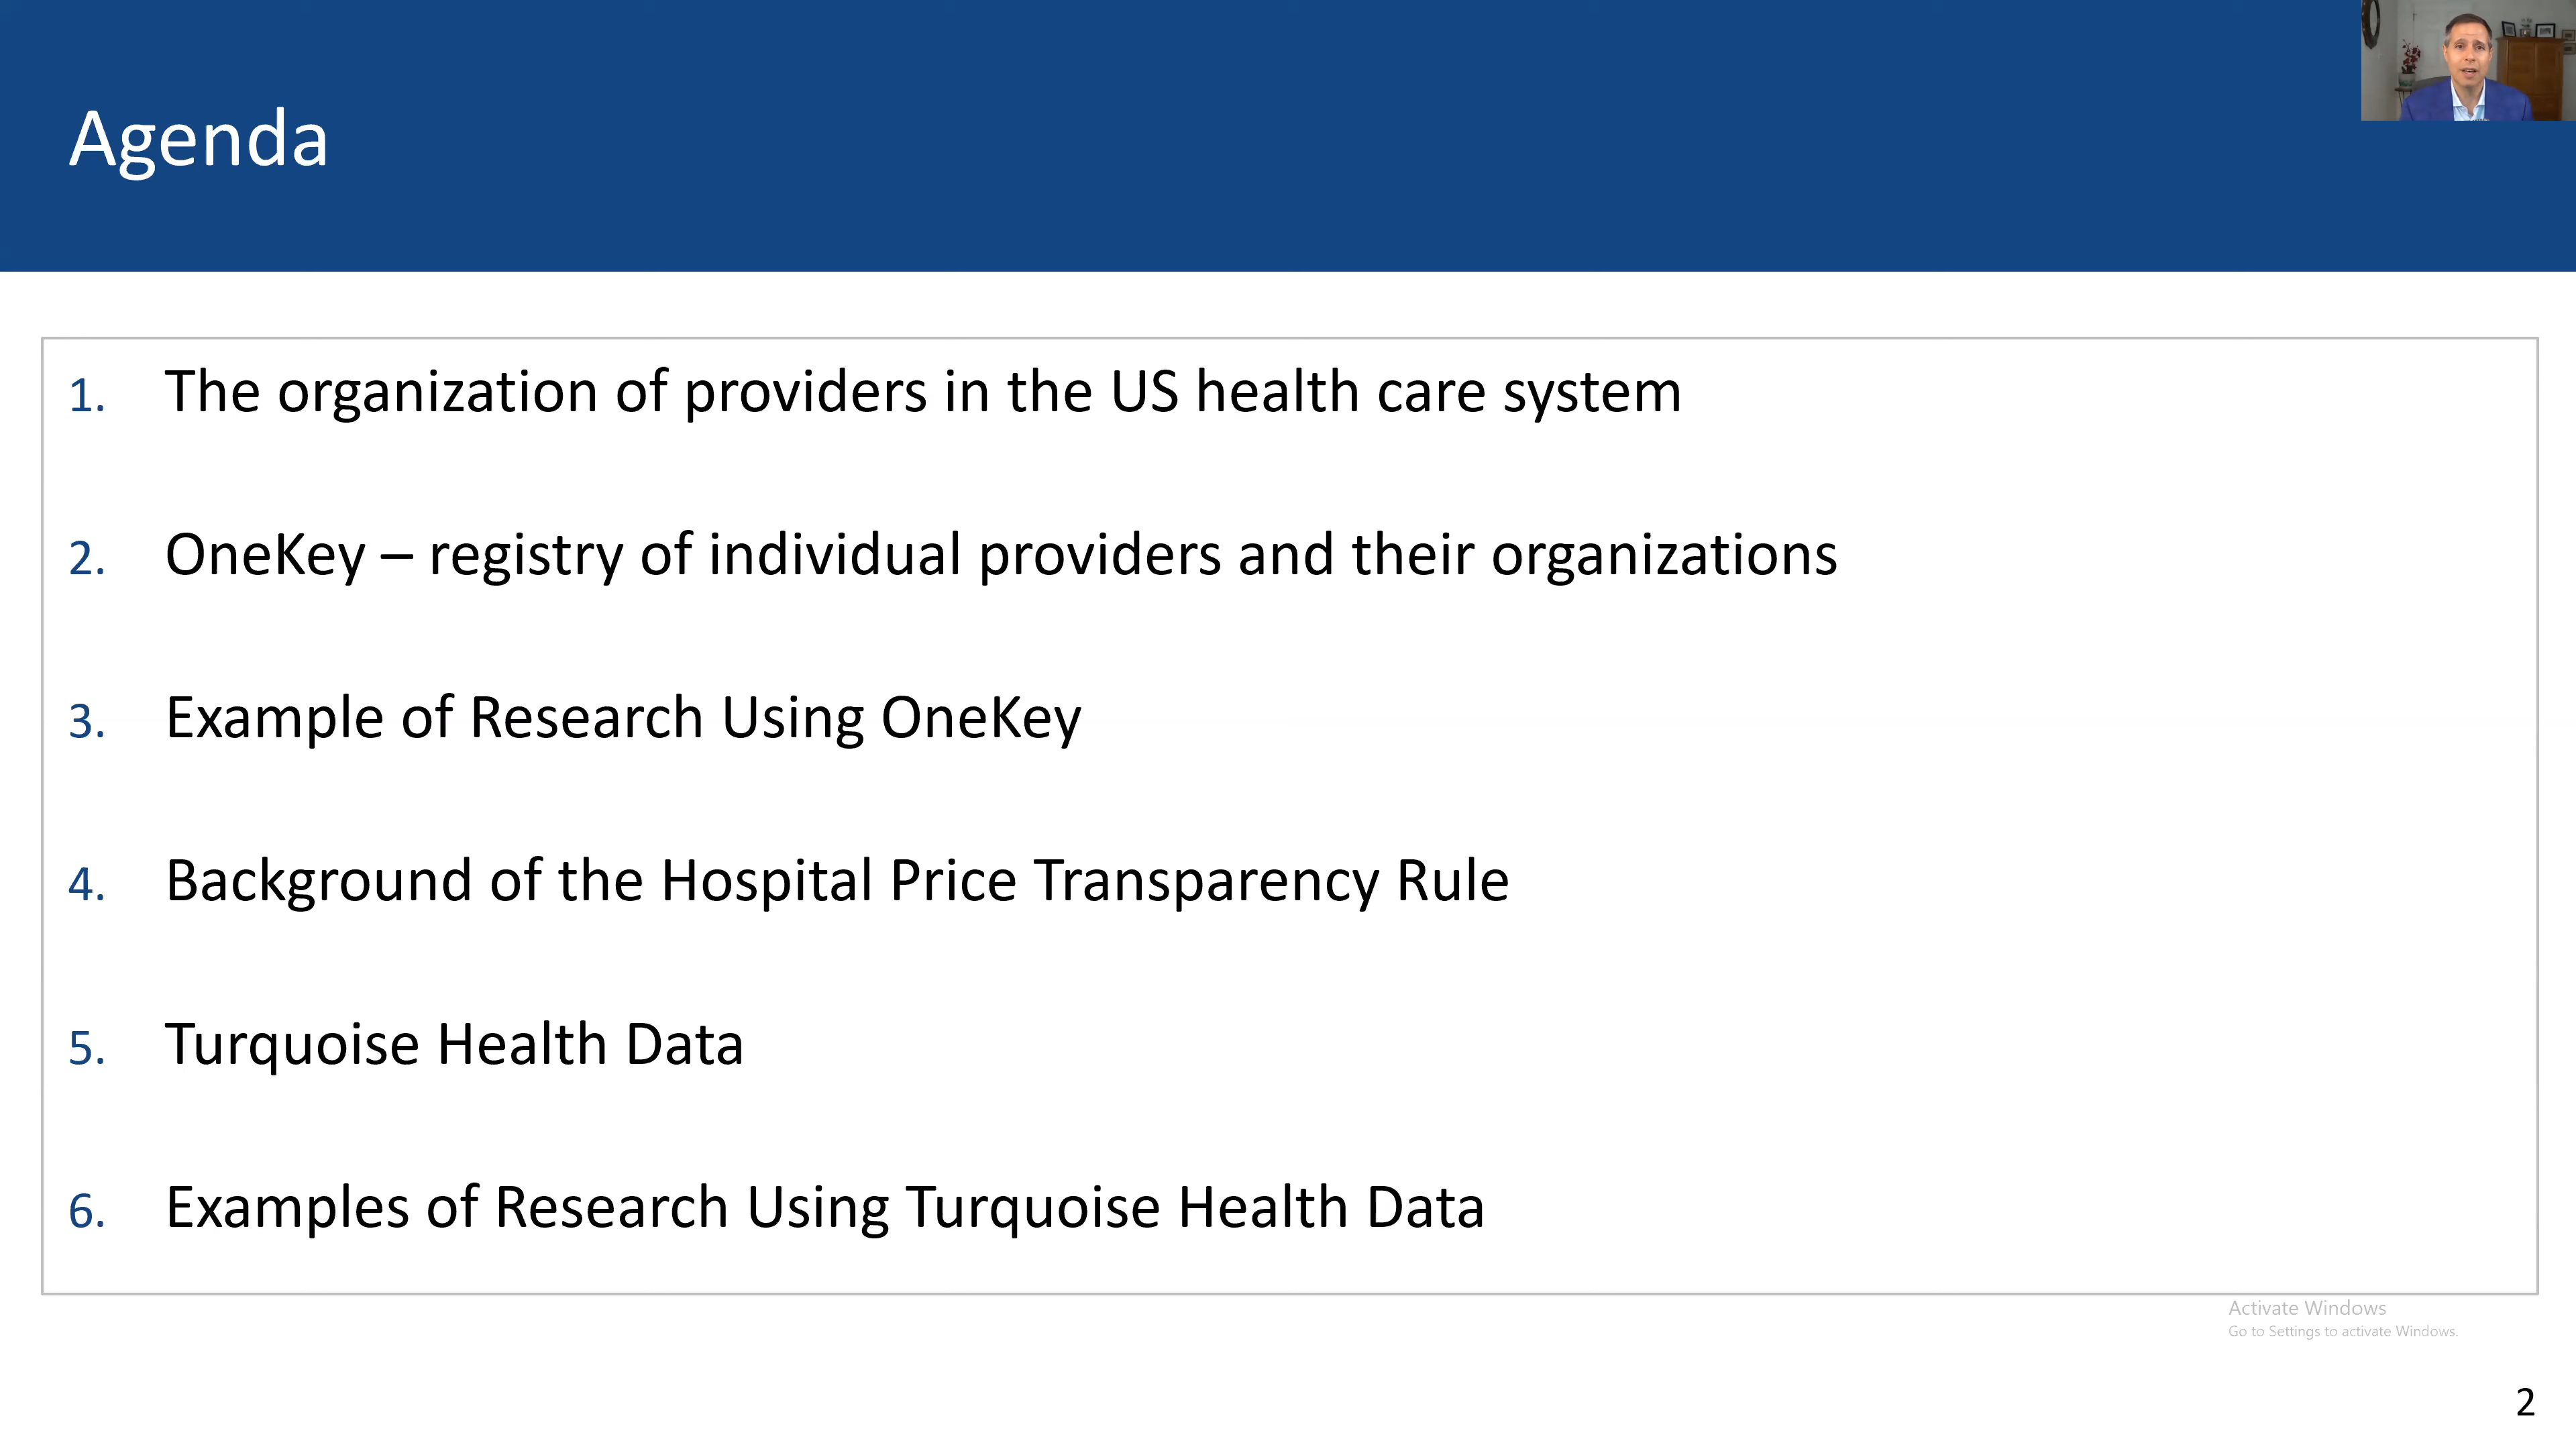 Agenda
1. The organization of providers in the US health care system
2. OneKey – registry of individual providers and their organizations
3. Example of Research Using OneKey
4. Background of the Hospital Price Transparency Rule
5. Turquoise Health Data
6. Examples of Research Using Turquoise Health Data
Activate Windows
Go to Settings to activate Windows.
2